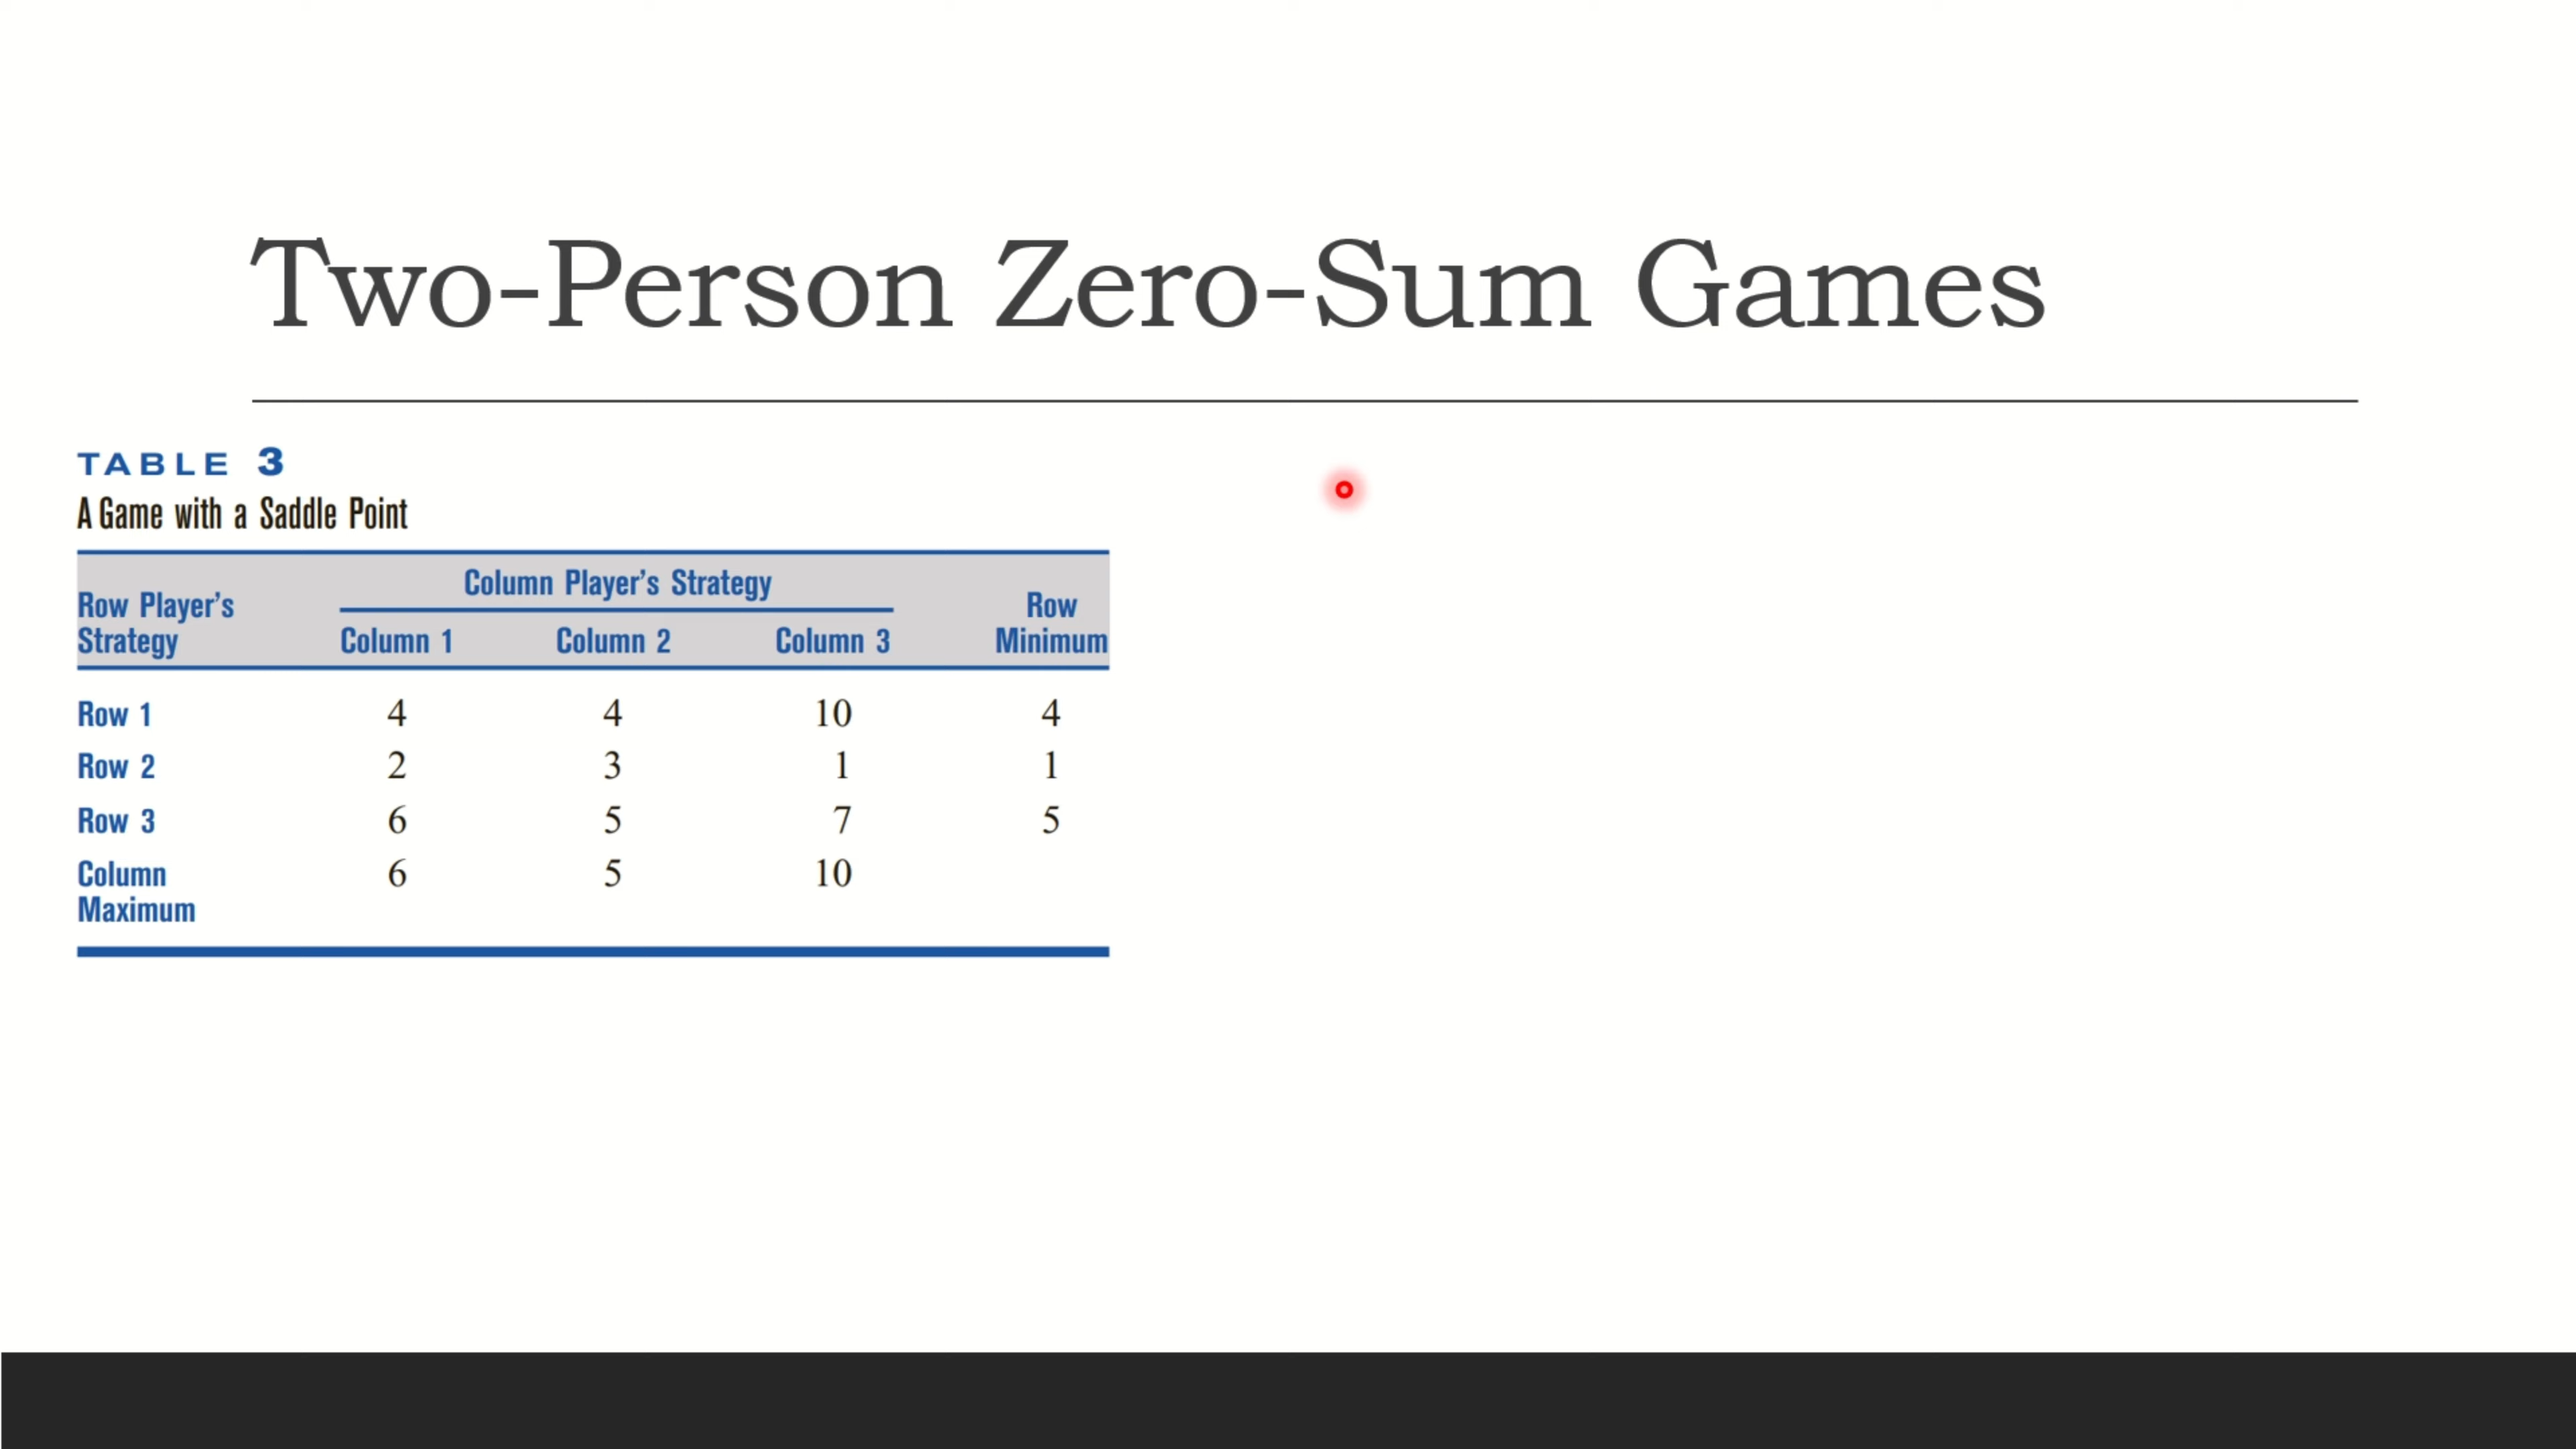 Two-Person Zero-Sum Games
TABLE 3
A Game with a Saddle Point
Row Player's Strategy Column Player's Strategy Row Minimum
Column 1 Column 2 Column 3
Row 1 4 4 10 4
Row 2 2 3 1 1
Row 3 6 5 7 5
Column Maximum 6 5 10